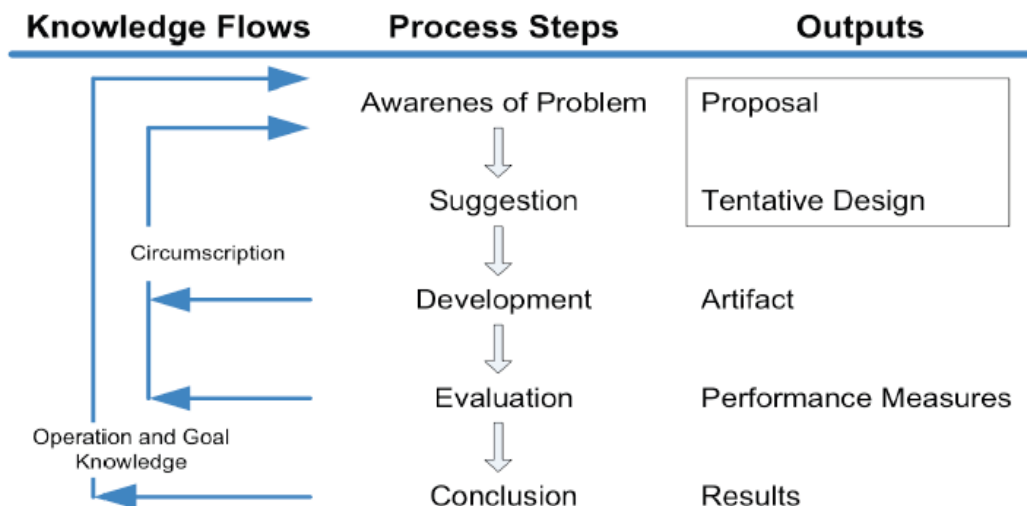 Knowledge Flows Process Steps Outputs
Awarenes of Problem Proposal
Suggestion Tentative Design
Circumscription
Development Artifact
Evaluation Performance Measures
Operation and Goal
Knowledge
Conclusion Results